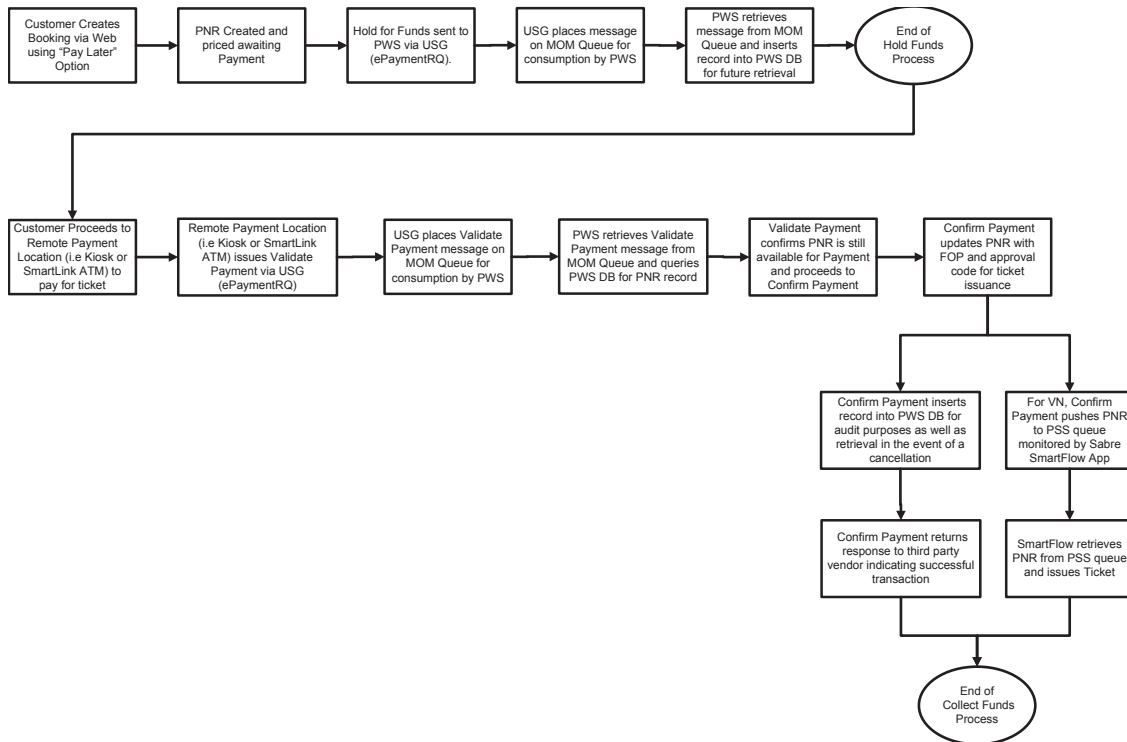 Customer Creates
Booking via Web
using “Pay Later”
Option
PNR Created and
priced awaiting
Payment
Hold for Funds sent to
PWS via USG
(ePaymentRQ).
USG places message
on MOM Queue for
consumption by PWS
PWS retrieves
message from MOM
Queue and inserts
record into PWS DB
for future retrieval
End of
Hold Funds
Process
Customer Proceeds to
Remote Payment
Location (i.e Kiosk or
SmartLink ATM) to
pay for ticket
Remote Payment Location
(i.e Kiosk or SmartLink
ATM) issues Validate
Payment via USG
(ePaymentRQ)
USG places Validate
Payment message on
MOM Queue for
consumption by PWS
PWS retrieves Validate
Payment message from
MOM Queue and queries
PWS DB for PNR record
Validate Payment
confirms PNR is still
available for Payment
and proceeds to
Confirm Payment
Confirm Payment
updates PNR with
FOP and approval
code for ticket
issuance
Confirm Payment inserts
record into PWS DB for
audit purposes as well as
retrieval in the event of a
cancellation
For VN, Confirm
Payment pushes PNR
to PSS queue
monitored by Sabre
SmartFlow App
Confirm Payment returns
response to third party
vendor indicating successful
transaction
SmartFlow retrieves
PNR from PSS queue
and issues Ticket
End of
Collect Funds
Process